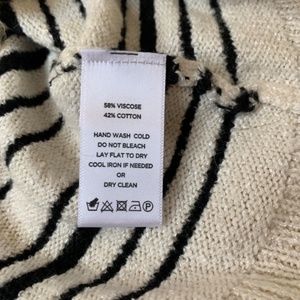 58% VISCOSE
42% COTTON
HAND WASH COLD
DO NOT BLEACH
LAY FLAT TO DRY
COOL IRON IF NEEDED
OR
DRY CLEAN